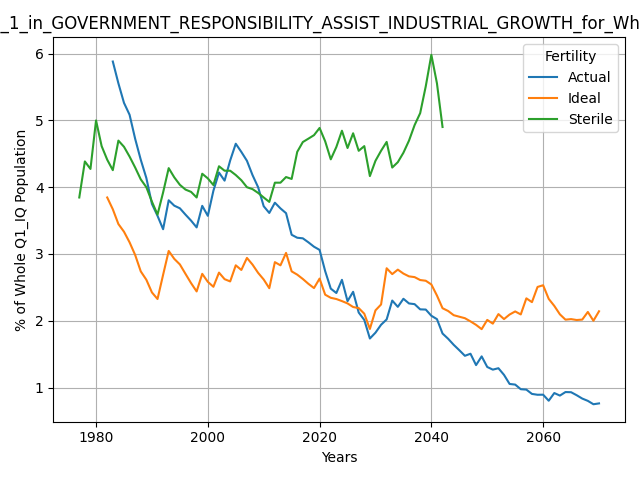 _1_in_GOVERNMENT_RESPONSIBILITY_ASSIST_INDUSTRIAL_GROWTH_for_Wh
Fertility
Actual
Ideal
Sterile
% of Whole Q1_IQ Population
6
5
4
3
2
1
1980 2000 2020 2040 2060
Years